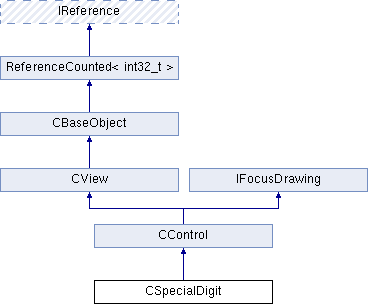 IReference
ReferenceCounted< int32_t >
CBaseObject
CView
IFocusDrawing
CControl
CSpecialDigit